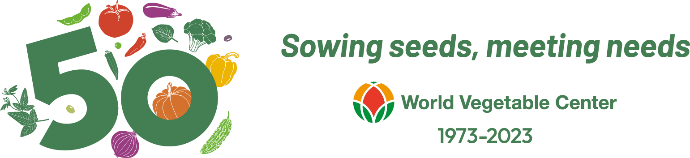 50
Sowing seeds, meeting needs
World Vegetable Center
1973-2023